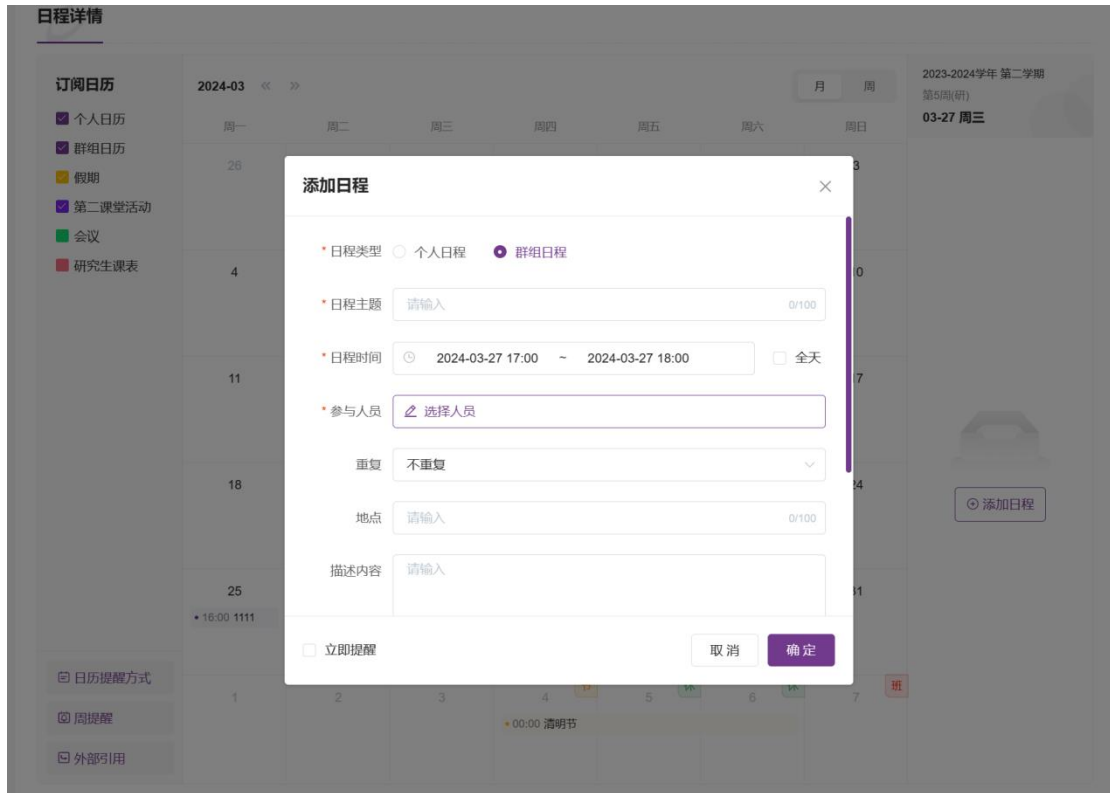 日程详情
订阅日历
个人日历
群组日历
假期
第二课堂活动
会议
研究生课表
日历提醒方式
周提醒
外部引用
2024-03 « »
月 周
周一 周二 周三 周四 周五 周六 周日
26 3
4 10
11 17
18 24
25 31
16:00 1111
1 2 3 4 5 休 6 休 7 班
00:00 清明节
添加日程
* 日程类型 个人日程 群组日程
* 日程主题 请输入 0/100
* 日程时间 2024-03-27 17:00 ~ 2024-03-27 18:00 全天
* 参与人员 选择人员
重复 不重复
地点 请输入 0/100
描述内容 请输入
立即提醒 取消 确定
2023-2024学年 第二学期
第5周(研)
03-27 周三
添加日程